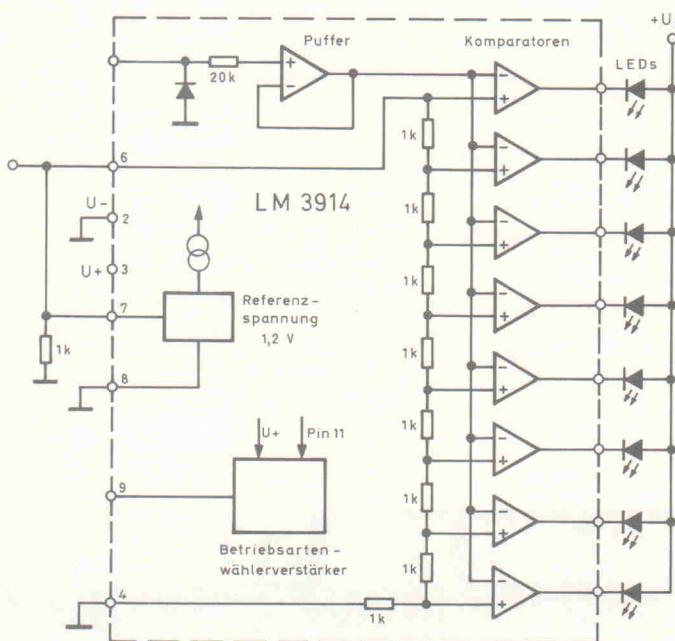 +U
Puffer
Komparatoren
LEDs
+
−
20k
6
LM 3914
U-
2
U+
3
7
Referenz-
spannung
1,2 V
1k
8
U+
Pin 11
9
Betriebsarten-
wählerverstärker
4
1k
1k
1k
1k
1k
1k
1k
1k
−
+
−
+
−
+
−
+
−
+
−
+
−
+
−
+